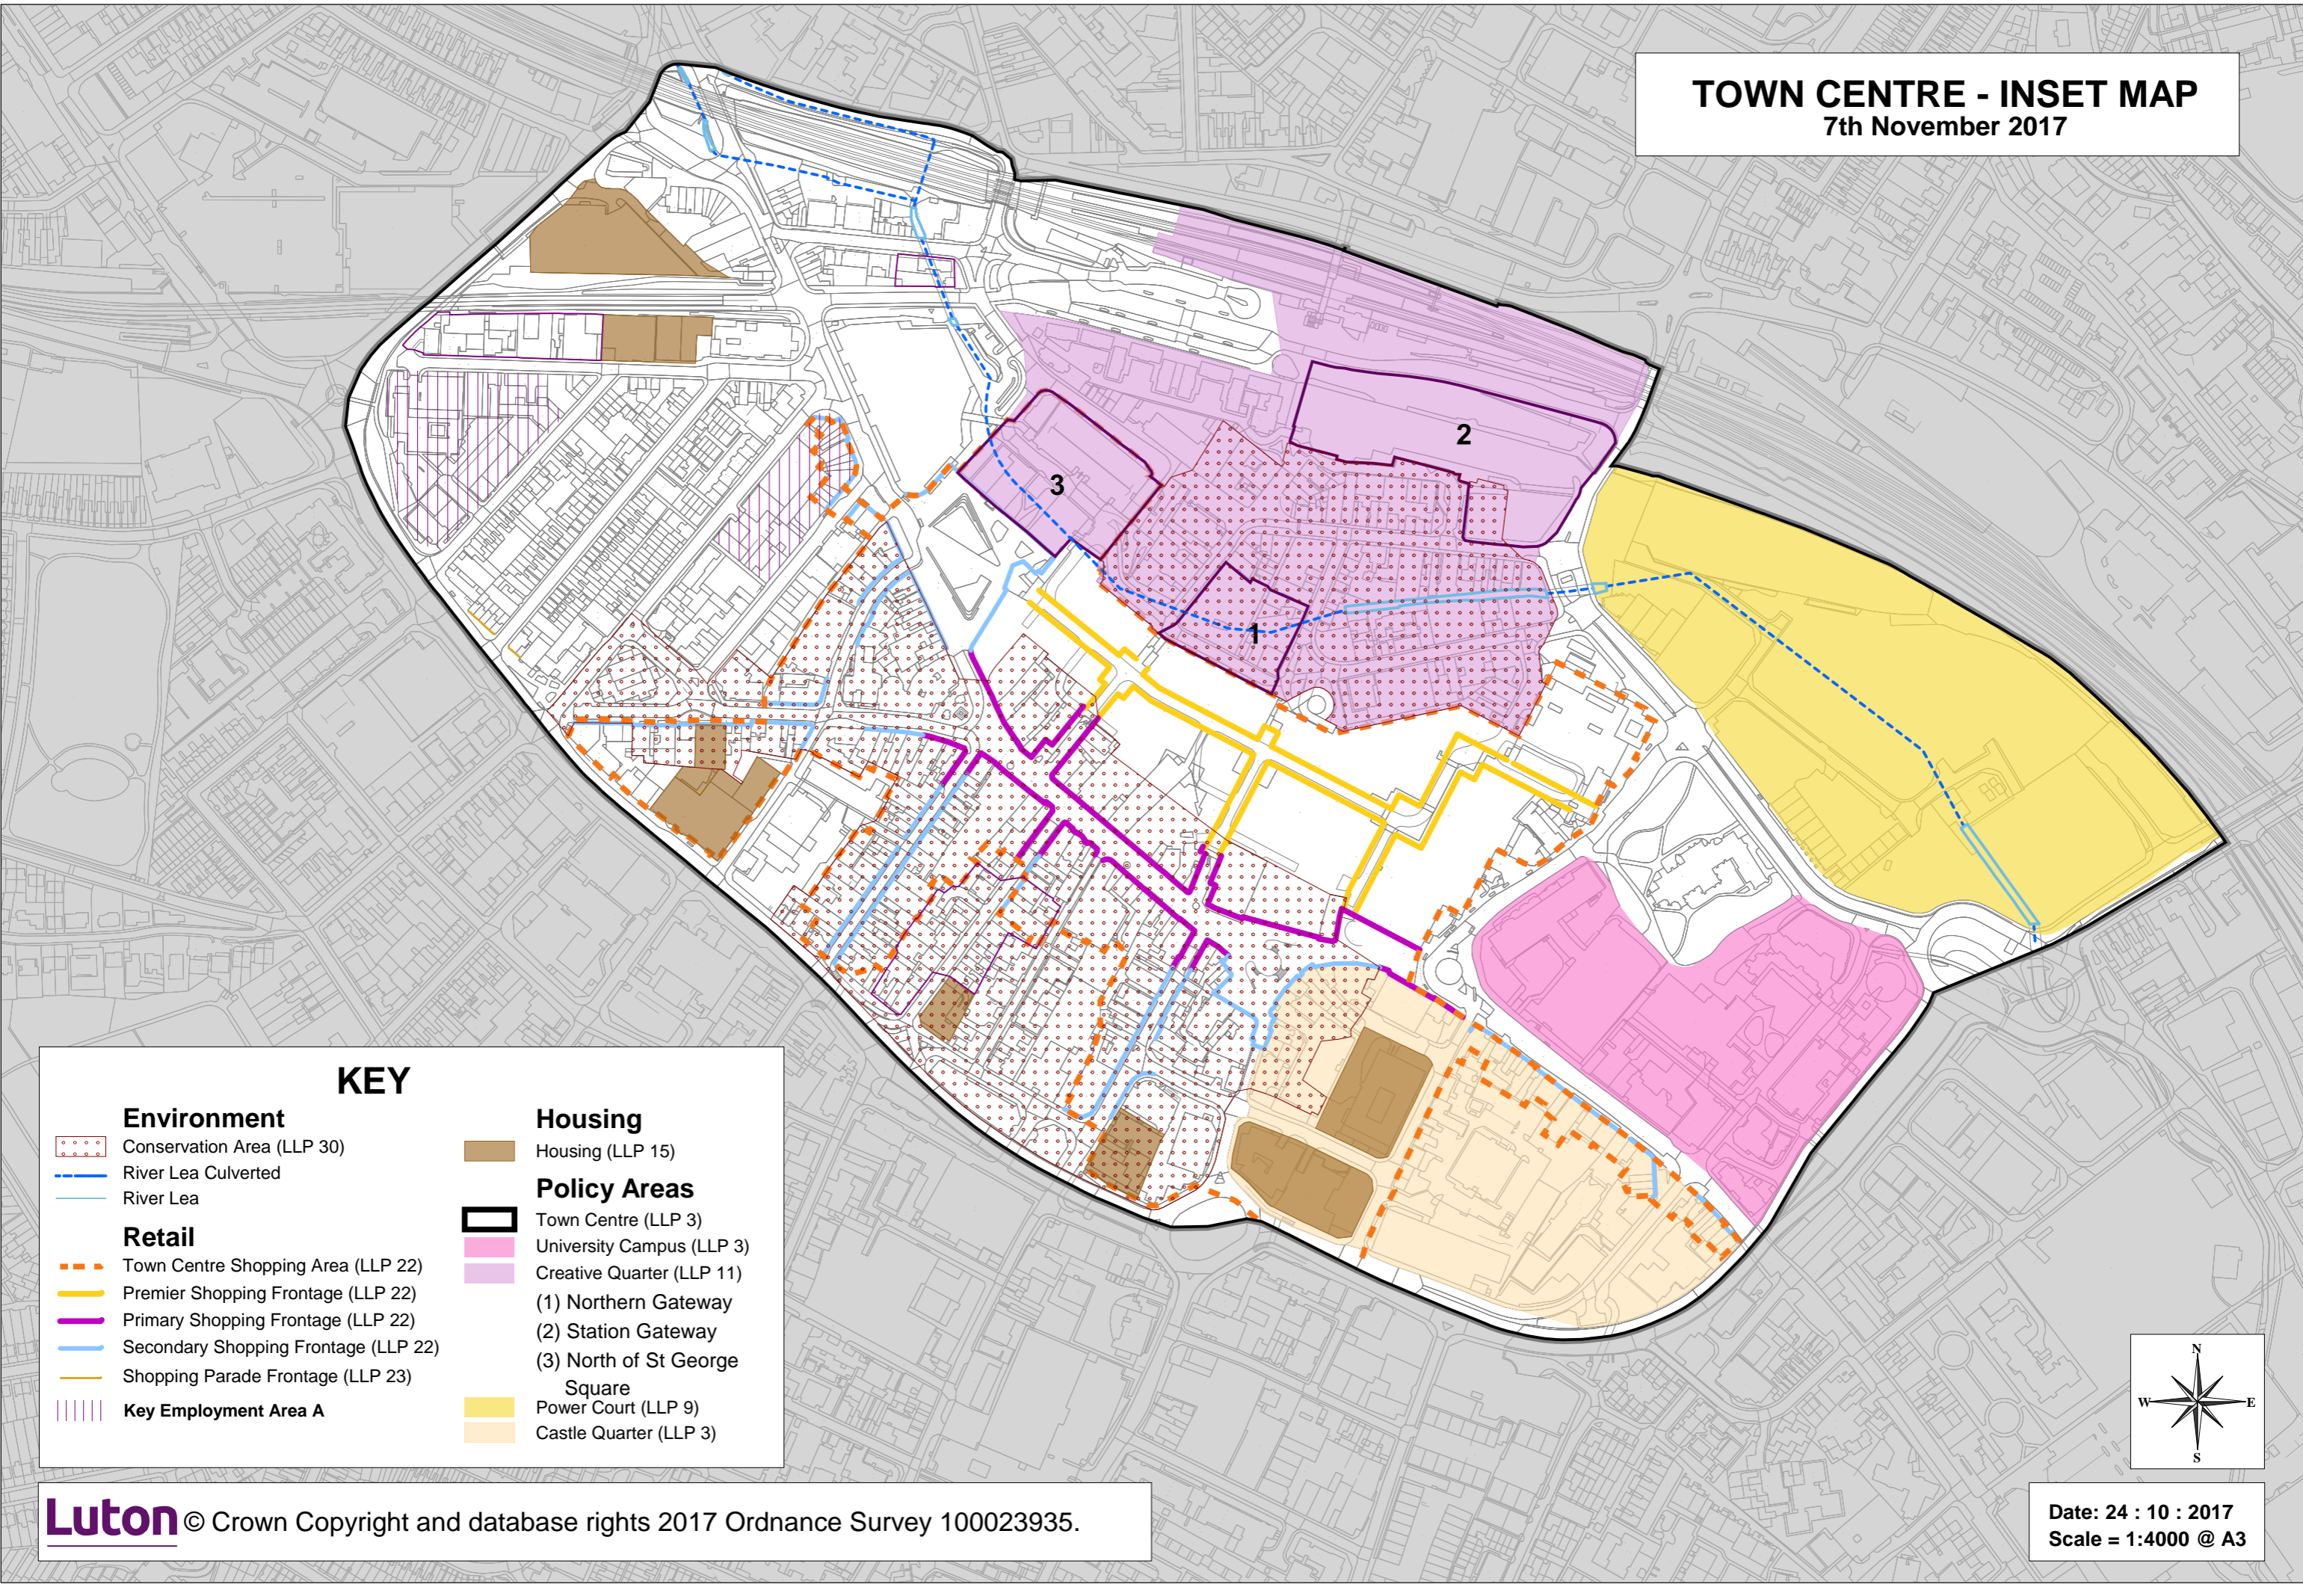 TOWN CENTRE - INSET MAP
7th November 2017
2
3
1
KEY
Environment
Conservation Area (LLP 30)
River Lea Culverted
River Lea
Retail
Town Centre Shopping Area (LLP 22)
Premier Shopping Frontage (LLP 22)
Primary Shopping Frontage (LLP 22)
Secondary Shopping Frontage (LLP 22)
Shopping Parade Frontage (LLP 23)
Key Employment Area A
Housing
Housing (LLP 15)
Policy Areas
Town Centre (LLP 3)
University Campus (LLP 3)
Creative Quarter (LLP 11)
(1) Northern Gateway
(2) Station Gateway
(3) North of St George
Square
Power Court (LLP 9)
Castle Quarter (LLP 3)
N
W E
S
Luton © Crown Copyright and database rights 2017 Ordnance Survey 100023935.
Date: 24 : 10 : 2017
Scale = 1:4000 @ A3